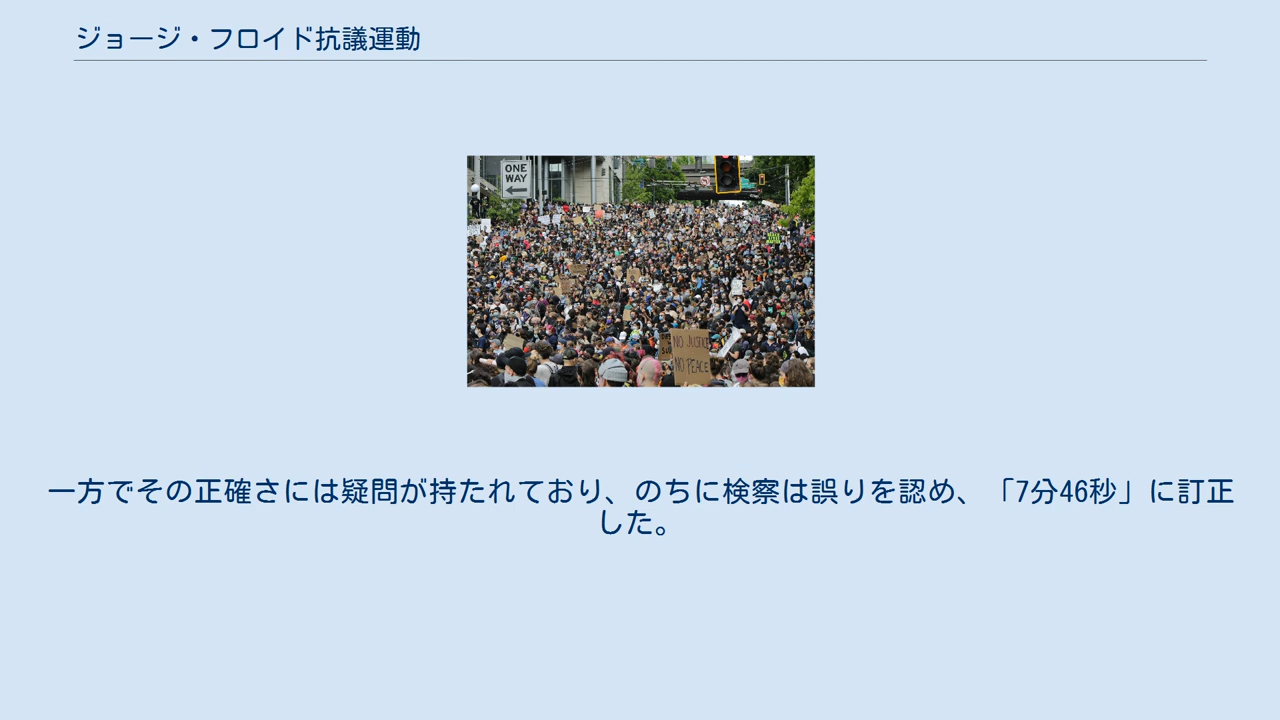 ジョージ・フロイド抗議運動
ONE
WAY
NO JUSTICE
NO PEACE
一方でその正確さには疑問が持たれており、のちに検察は誤りを認め、「7分46秒」に訂正
した。